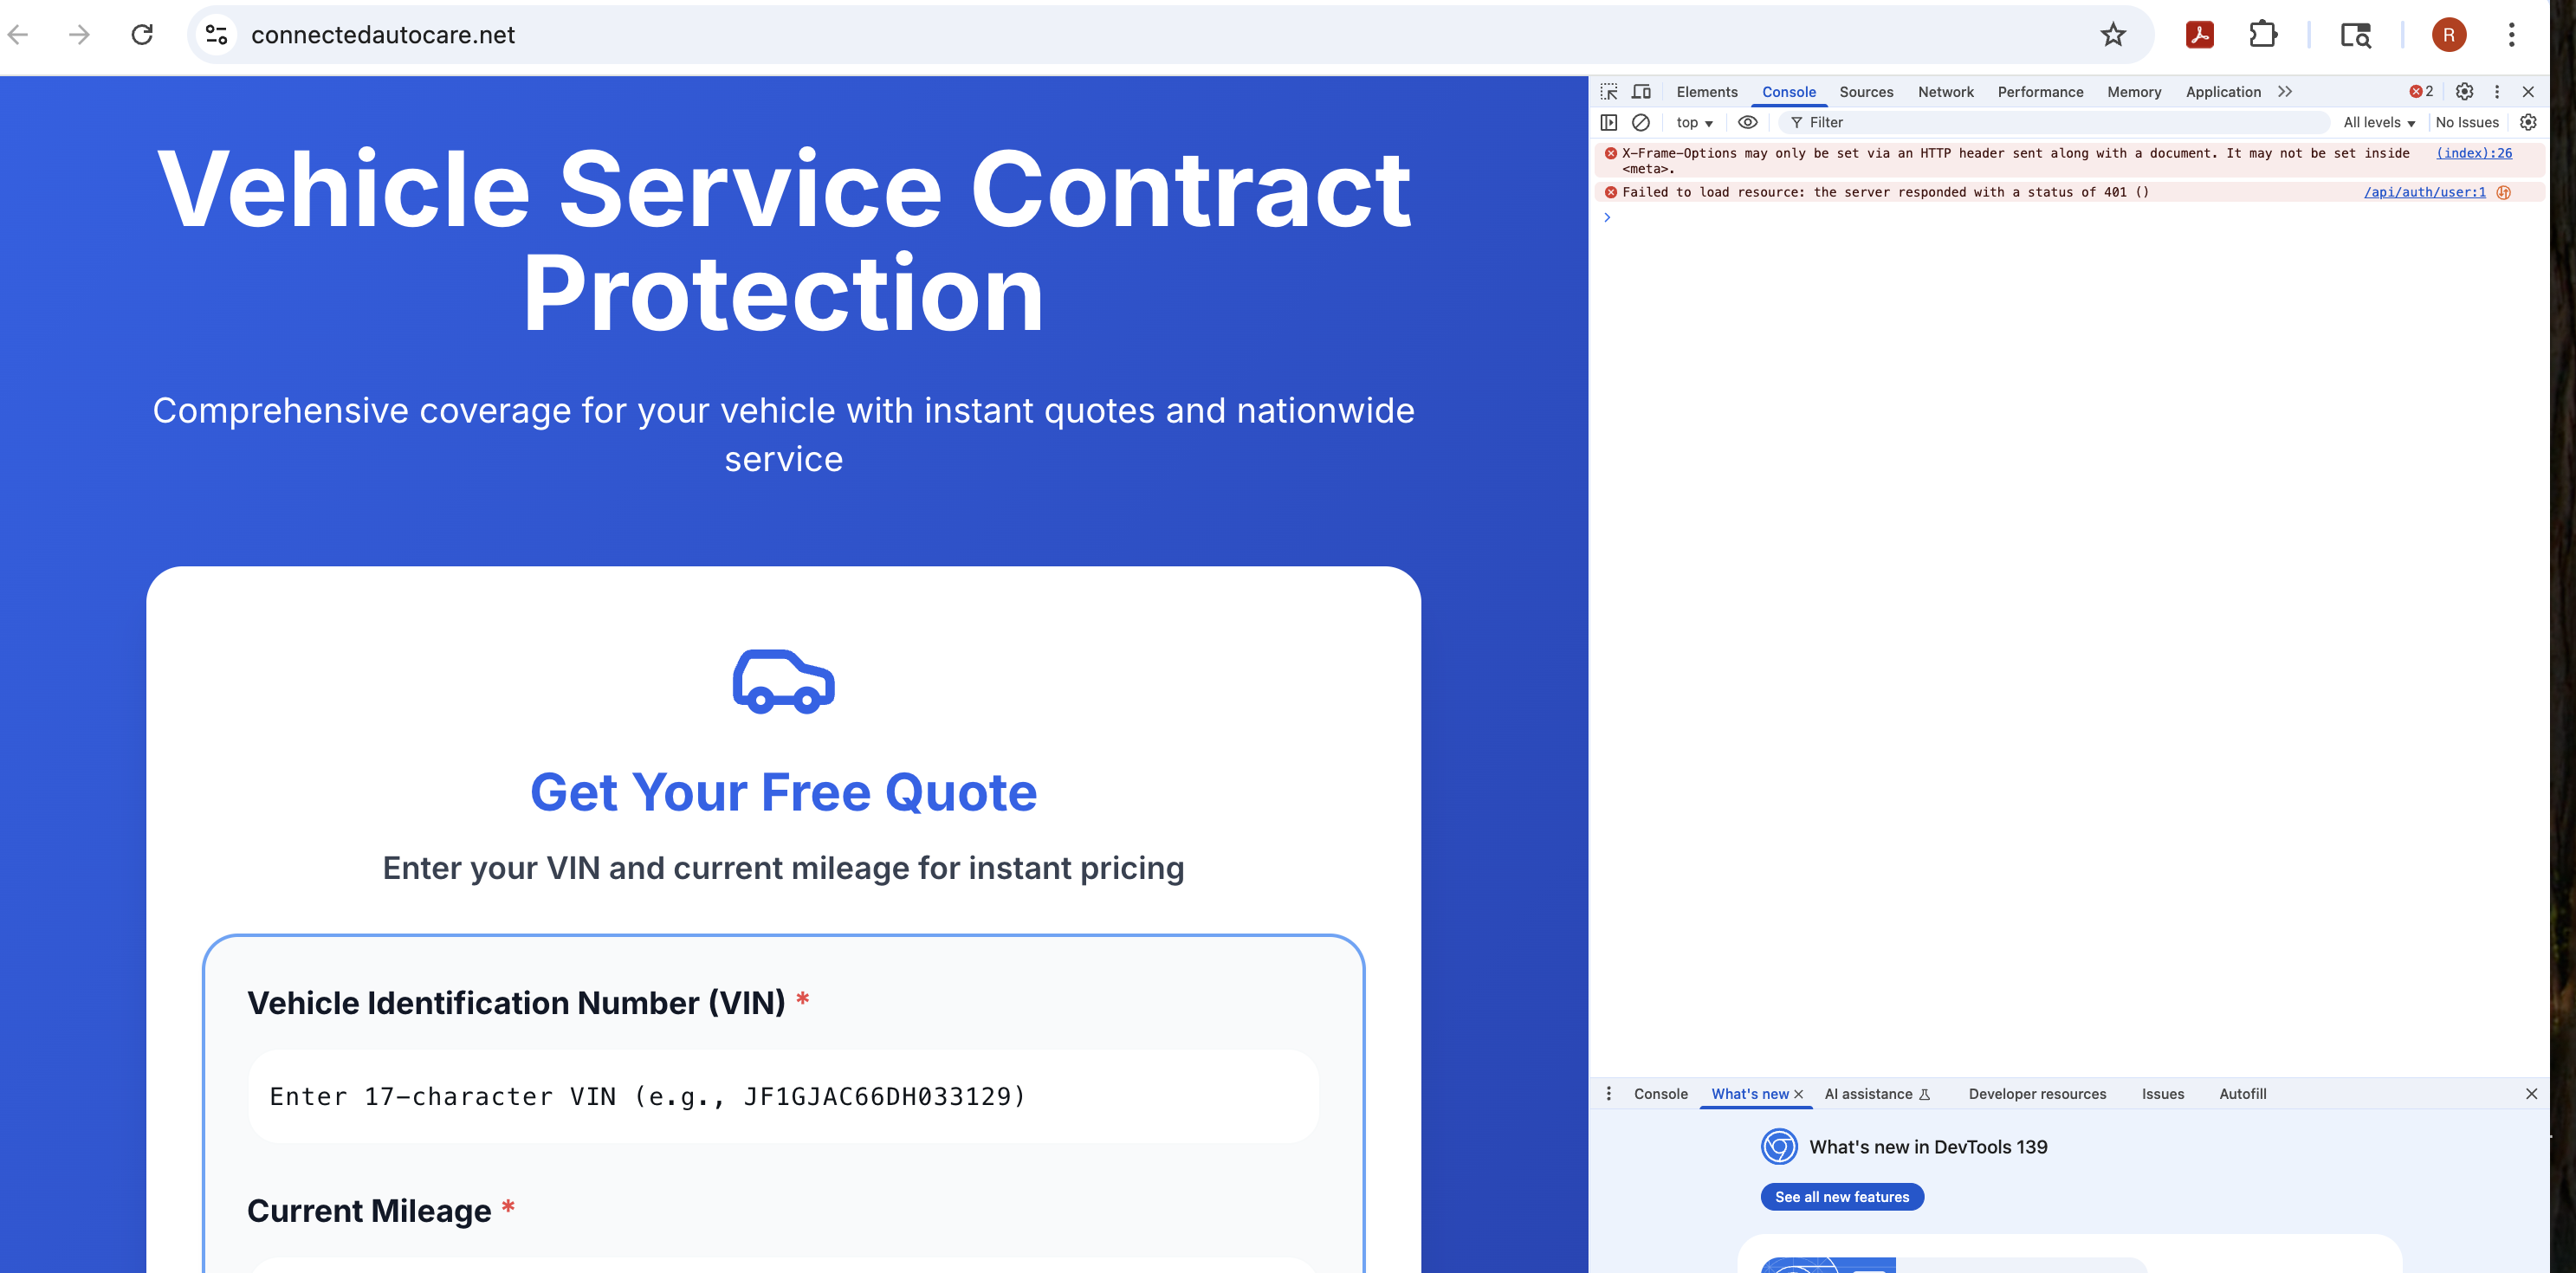 connectedautocare.net
R
Vehicle Service Contract
Protection
Comprehensive coverage for your vehicle with instant quotes and nationwide
service
Get Your Free Quote
Enter your VIN and current mileage for instant pricing
Vehicle Identification Number (VIN) *
Enter 17-character VIN (e.g., JF1GJAC66DH033129)
Current Mileage *
Elements Console Sources Network Performance Memory Application 2
top Filter All levels No Issues
X-Frame-Options may only be set via an HTTP header sent along with a document. It may not be set inside (index):26
<meta>.
Failed to load resource: the server responded with a status of 401 () /api/auth/user:1
Console What's new AI assistance Developer resources Issues Autofill
What's new in DevTools 139
See all new features